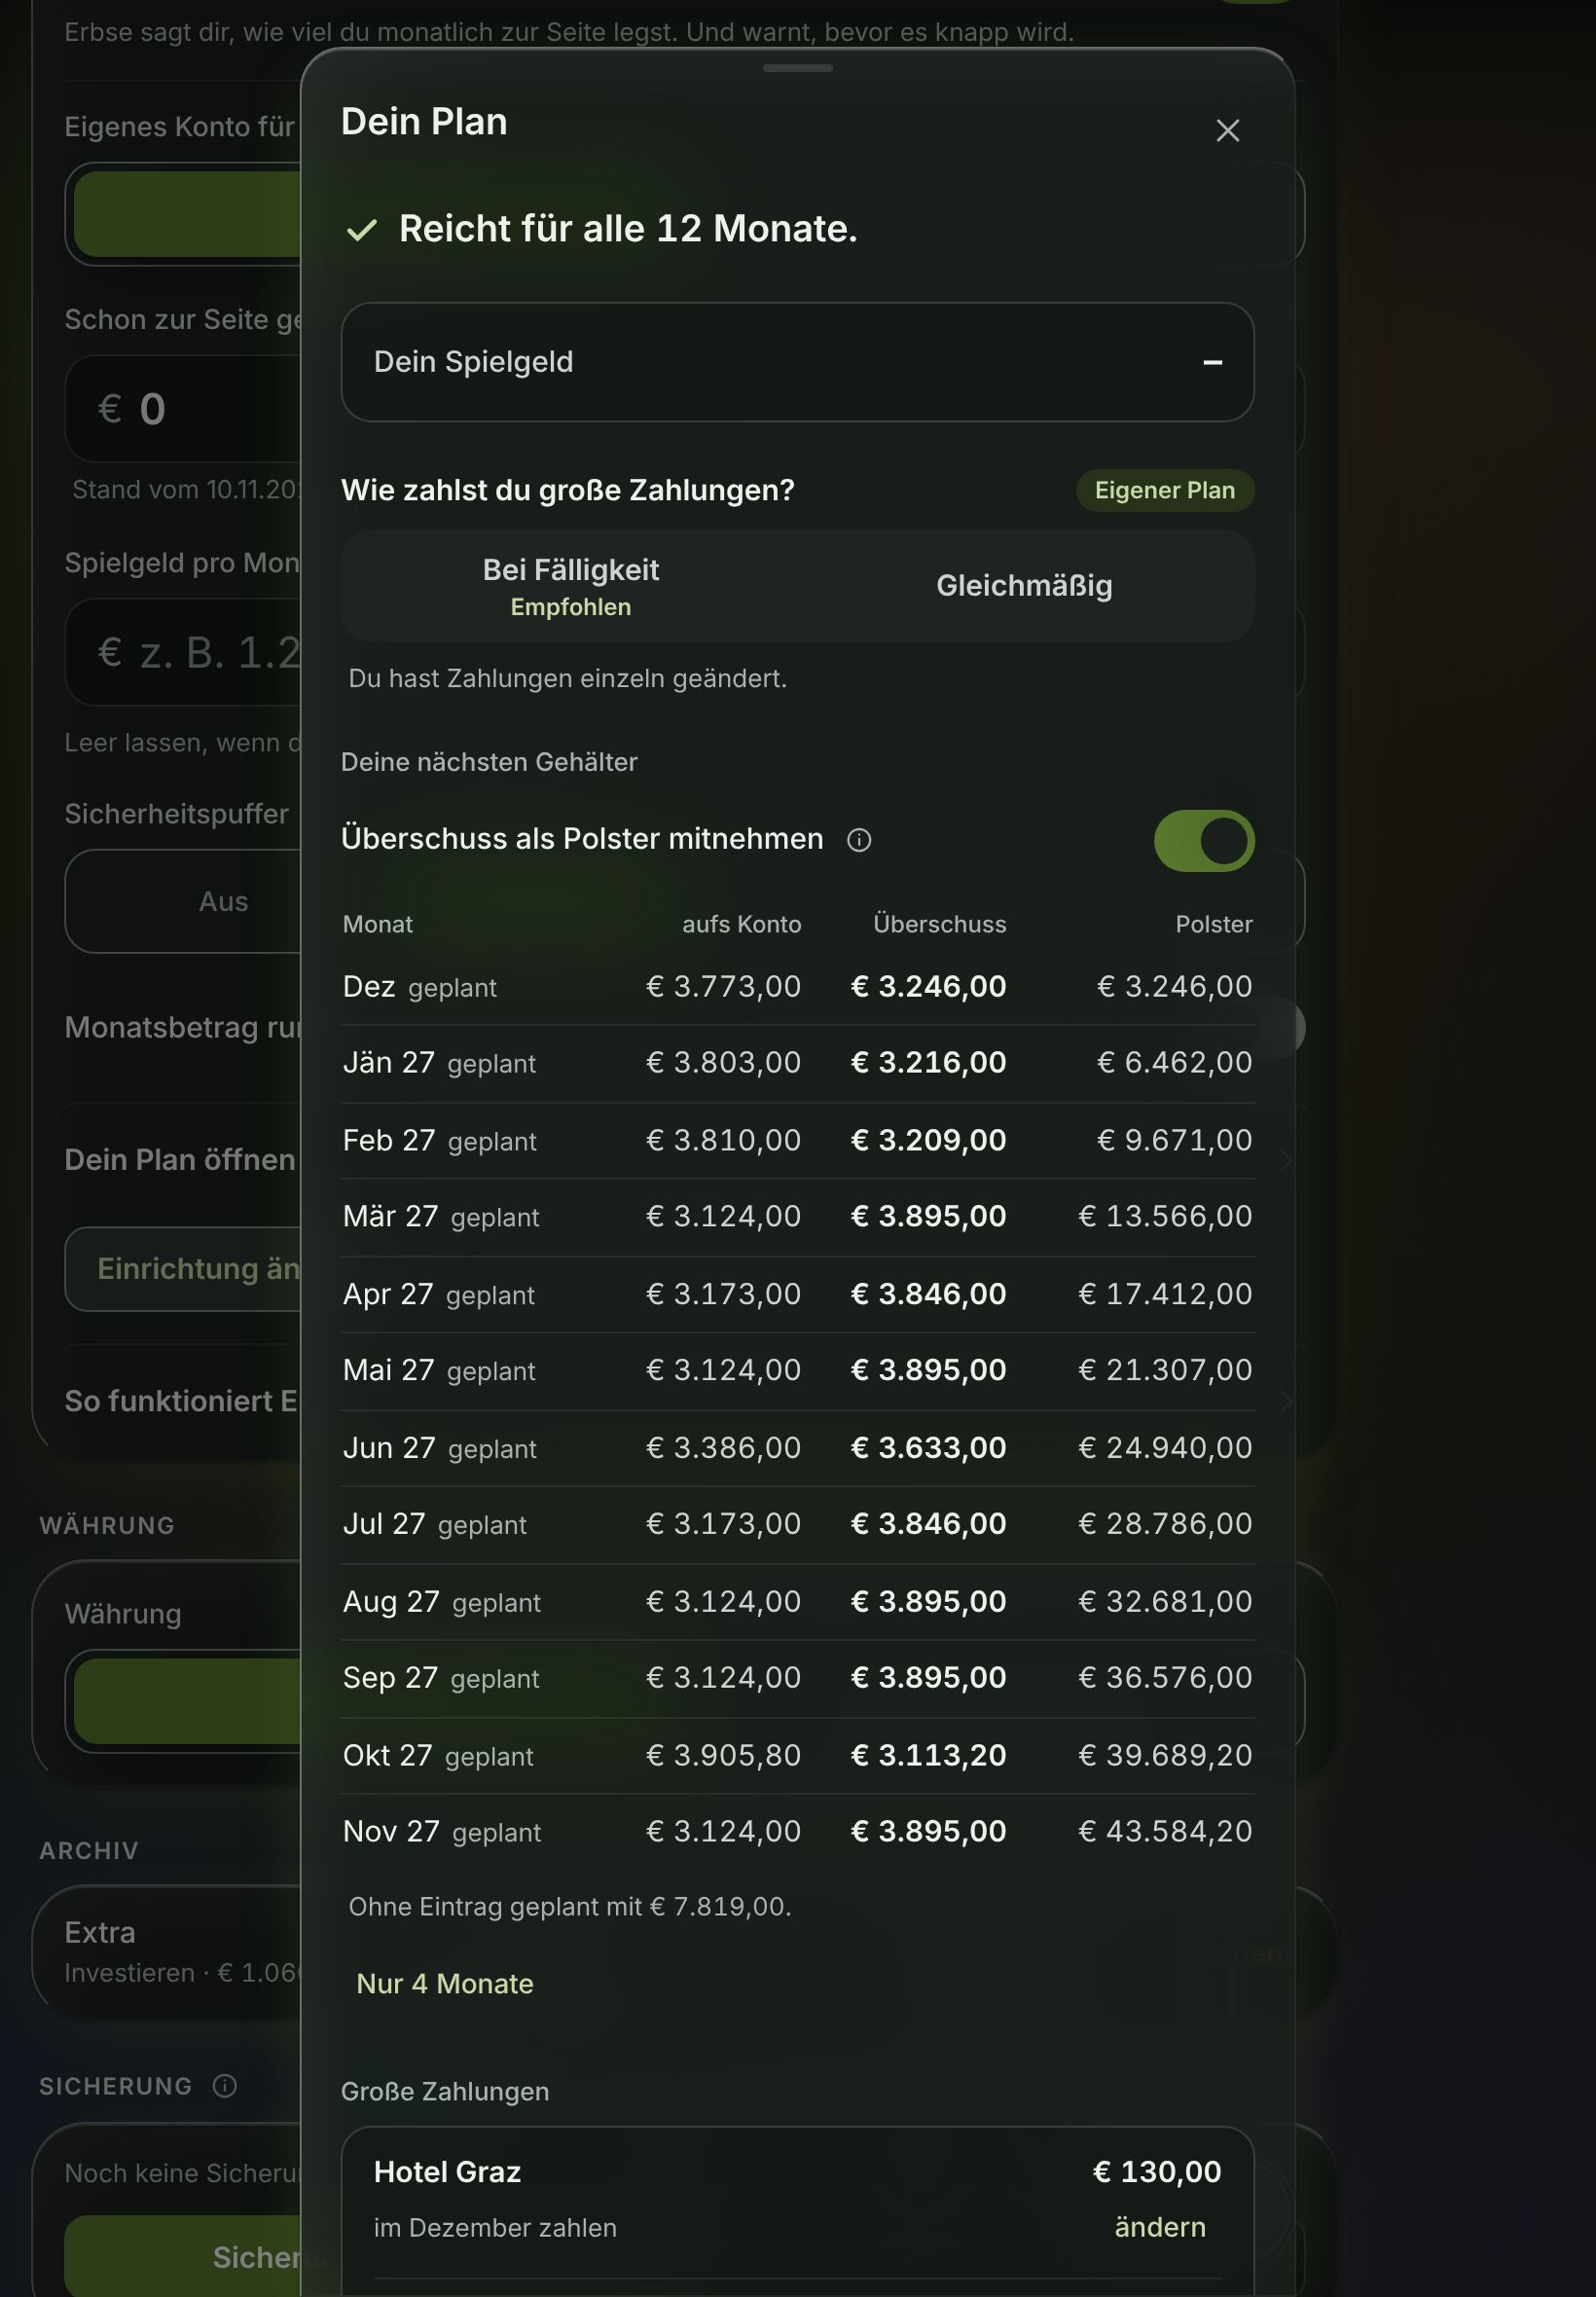 Erbse sagt dir, wie viel du monatlich zur Seite legst. Und warnt, bevor es knapp wird.
Dein Plan
Eigenes Konto für
Reicht für alle 12 Monate.
Schon zur Seite
Dein Spielgeld –
€ 0
Stand vom 10.11.
Wie zahlst du große Zahlungen? Eigener Plan
Spielgeld pro
Bei Fälligkeit
Empfohlen
Gleichmäßig
€ z. B. 1.2
Du hast Zahlungen einzeln geändert.
Leer lassen, wenn
Deine nächsten Gehälter
Sicherheitspuffer
Überschuss als Polster mitnehmen
Aus
Monat aufs Konto Überschuss Polster
Dez geplant € 3.773,00 € 3.246,00 € 3.246,00
Monatsbetrag
Jän 27 geplant € 3.803,00 € 3.216,00 € 6.462,00
Feb 27 geplant € 3.810,00 € 3.209,00 € 9.671,00
Dein Plan öffnen
Mär 27 geplant € 3.124,00 € 3.895,00 € 13.566,00
Einrichtung än
Apr 27 geplant € 3.173,00 € 3.846,00 € 17.412,00
Mai 27 geplant € 3.124,00 € 3.895,00 € 21.307,00
So funktioniert E
Jun 27 geplant € 3.386,00 € 3.633,00 € 24.940,00
WÄHRUNG
Jul 27 geplant € 3.173,00 € 3.846,00 € 28.786,00
Währung
Aug 27 geplant € 3.124,00 € 3.895,00 € 32.681,00
Sep 27 geplant € 3.124,00 € 3.895,00 € 36.576,00
Okt 27 geplant € 3.905,80 € 3.113,20 € 39.689,20
Nov 27 geplant € 3.124,00 € 3.895,00 € 43.584,20
ARCHIV
Ohne Eintrag geplant mit € 7.819,00.
Extra
Investieren · € 1.06
Nur 4 Monate
SICHERUNG
Große Zahlungen
Noch keine
Hotel Graz € 130,00
im Dezember zahlen ändern